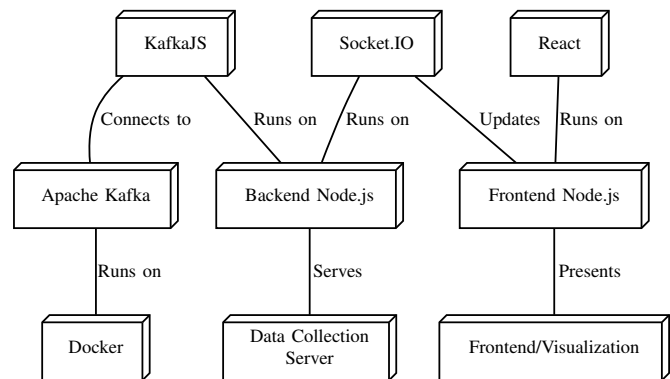 KafkaJS
Socket.IO
React
Connects to
Runs on
Runs on
Updates
Runs on
Apache Kafka
Backend Node.js
Frontend Node.js
Runs on
Serves
Presents
Docker
Data Collection
Server
Frontend/Visualization